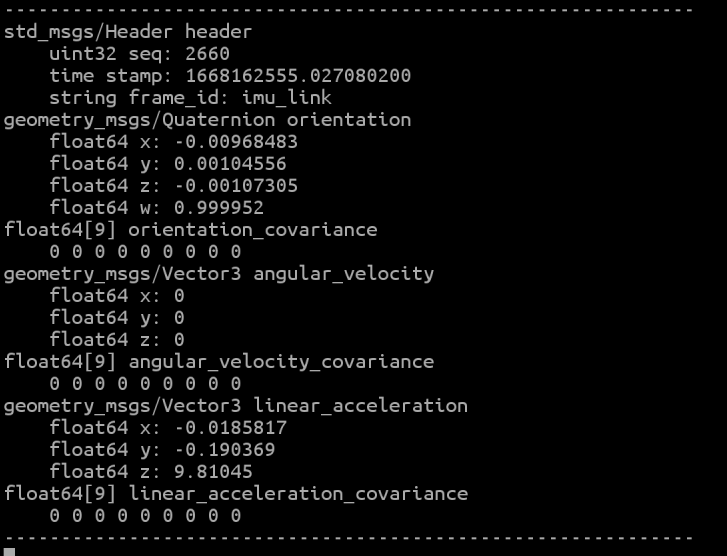 ------------------------------------------------------------
std_msgs/Header header
    uint32 seq: 2660
    time stamp: 1668162555.027080200
    string frame_id: imu_link
geometry_msgs/Quaternion orientation
    float64 x: -0.00968483
    float64 y: 0.00104556
    float64 z: -0.00107305
    float64 w: 0.999952
float64[9] orientation_covariance
    0 0 0 0 0 0 0 0 0
geometry_msgs/Vector3 angular_velocity
    float64 x: 0
    float64 y: 0
    float64 z: 0
float64[9] angular_velocity_covariance
    0 0 0 0 0 0 0 0 0
geometry_msgs/Vector3 linear_acceleration
    float64 x: -0.0185817
    float64 y: -0.190369
    float64 z: 9.81045
float64[9] linear_acceleration_covariance
    0 0 0 0 0 0 0 0 0
------------------------------------------------------------